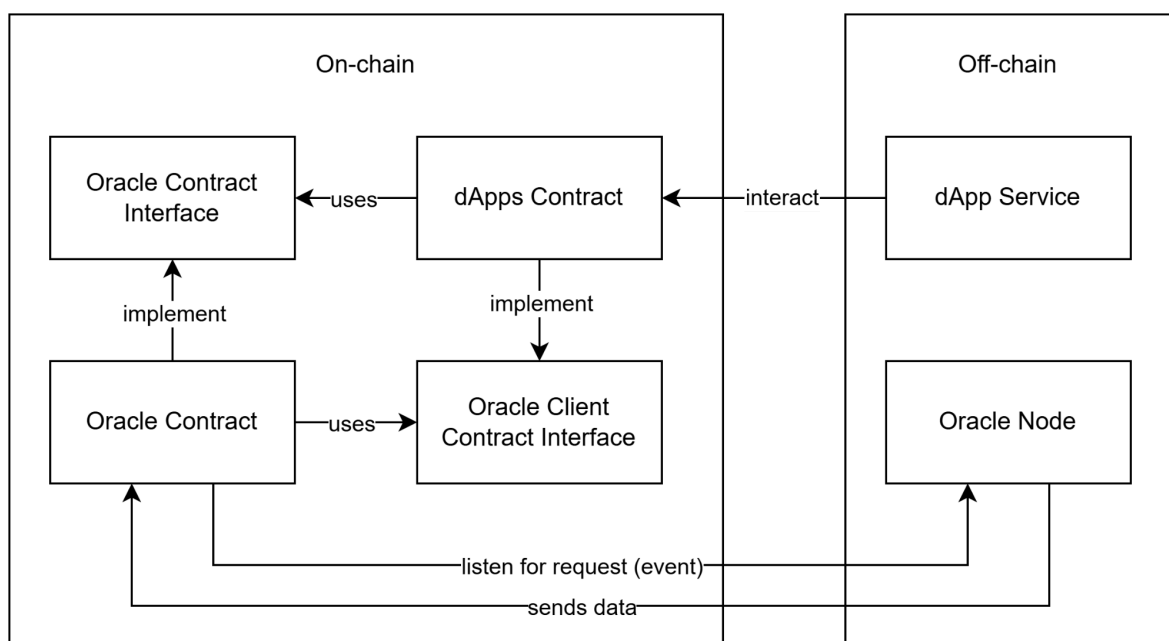 On-chain
Off-chain
Oracle Contract
Interface
uses
dApps Contract
interact
dApp Service
implement
implement
Oracle Contract
uses
Oracle Client
Contract Interface
Oracle Node
listen for request (event)
sends data